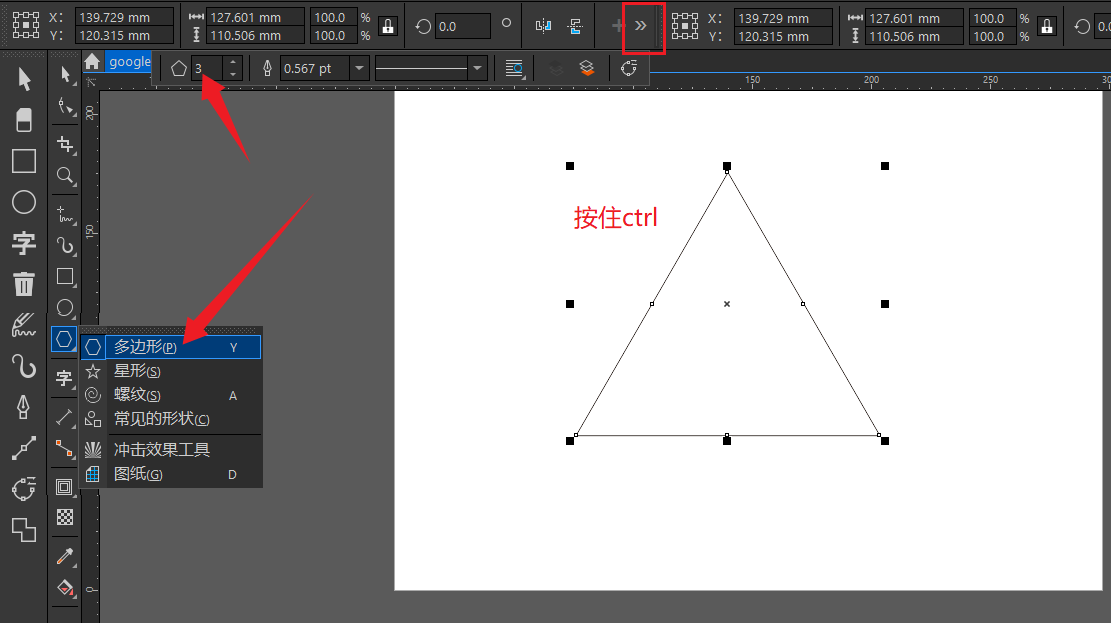 X: 139.729 mm 127.601 mm 100.0 % 0.0 X: 139.729 mm 127.601 mm 100.0 %
Y: 120.315 mm 110.506 mm 100.0 % Y: 120.315 mm 110.506 mm 100.0 %
google 3 0.567 pt
150 200 250
200
150
0
按住ctrl
字
字
多边形(P) Y
星形(S)
螺纹(S) A
常见的形状(C)
冲击效果工具
图纸(G) D